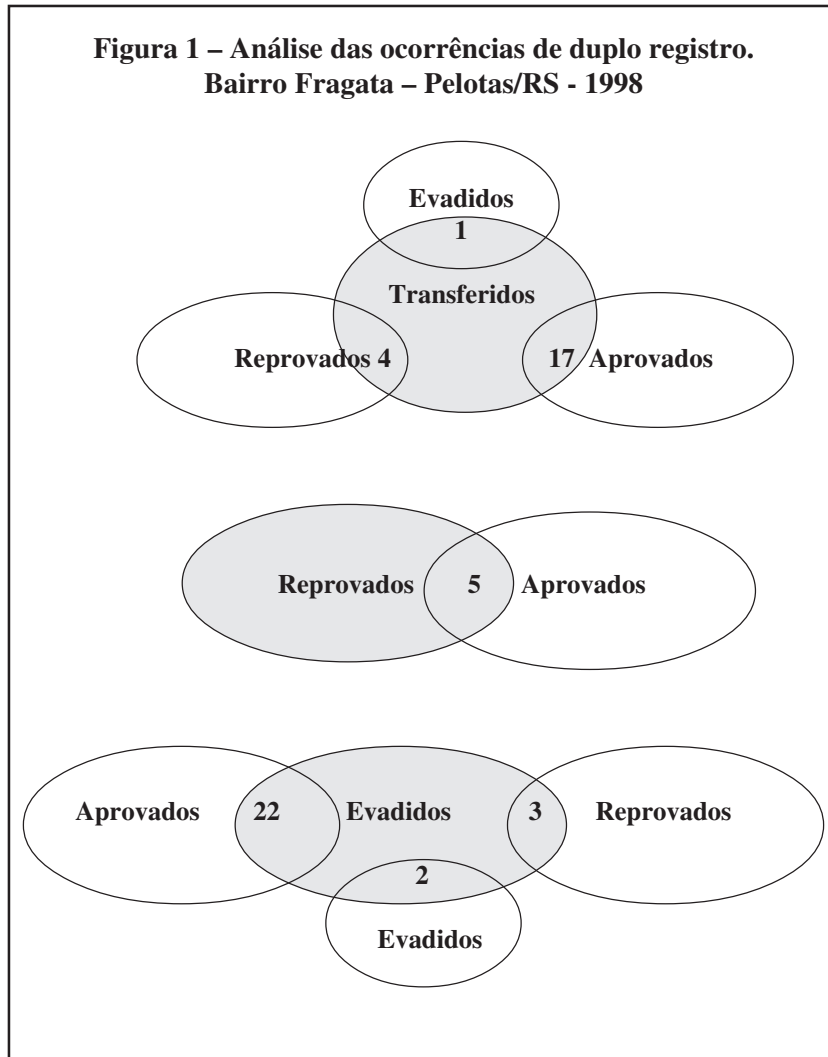 Figura 1 – Análise das ocorrências de duplo registro.
Bairro Fragata – Pelotas/RS - 1998
Evadidos
1
Transferidos
Reprovados 4
17 Aprovados
Reprovados 5 Aprovados
Aprovados 22 Evadidos 3 Reprovados
2
Evadidos